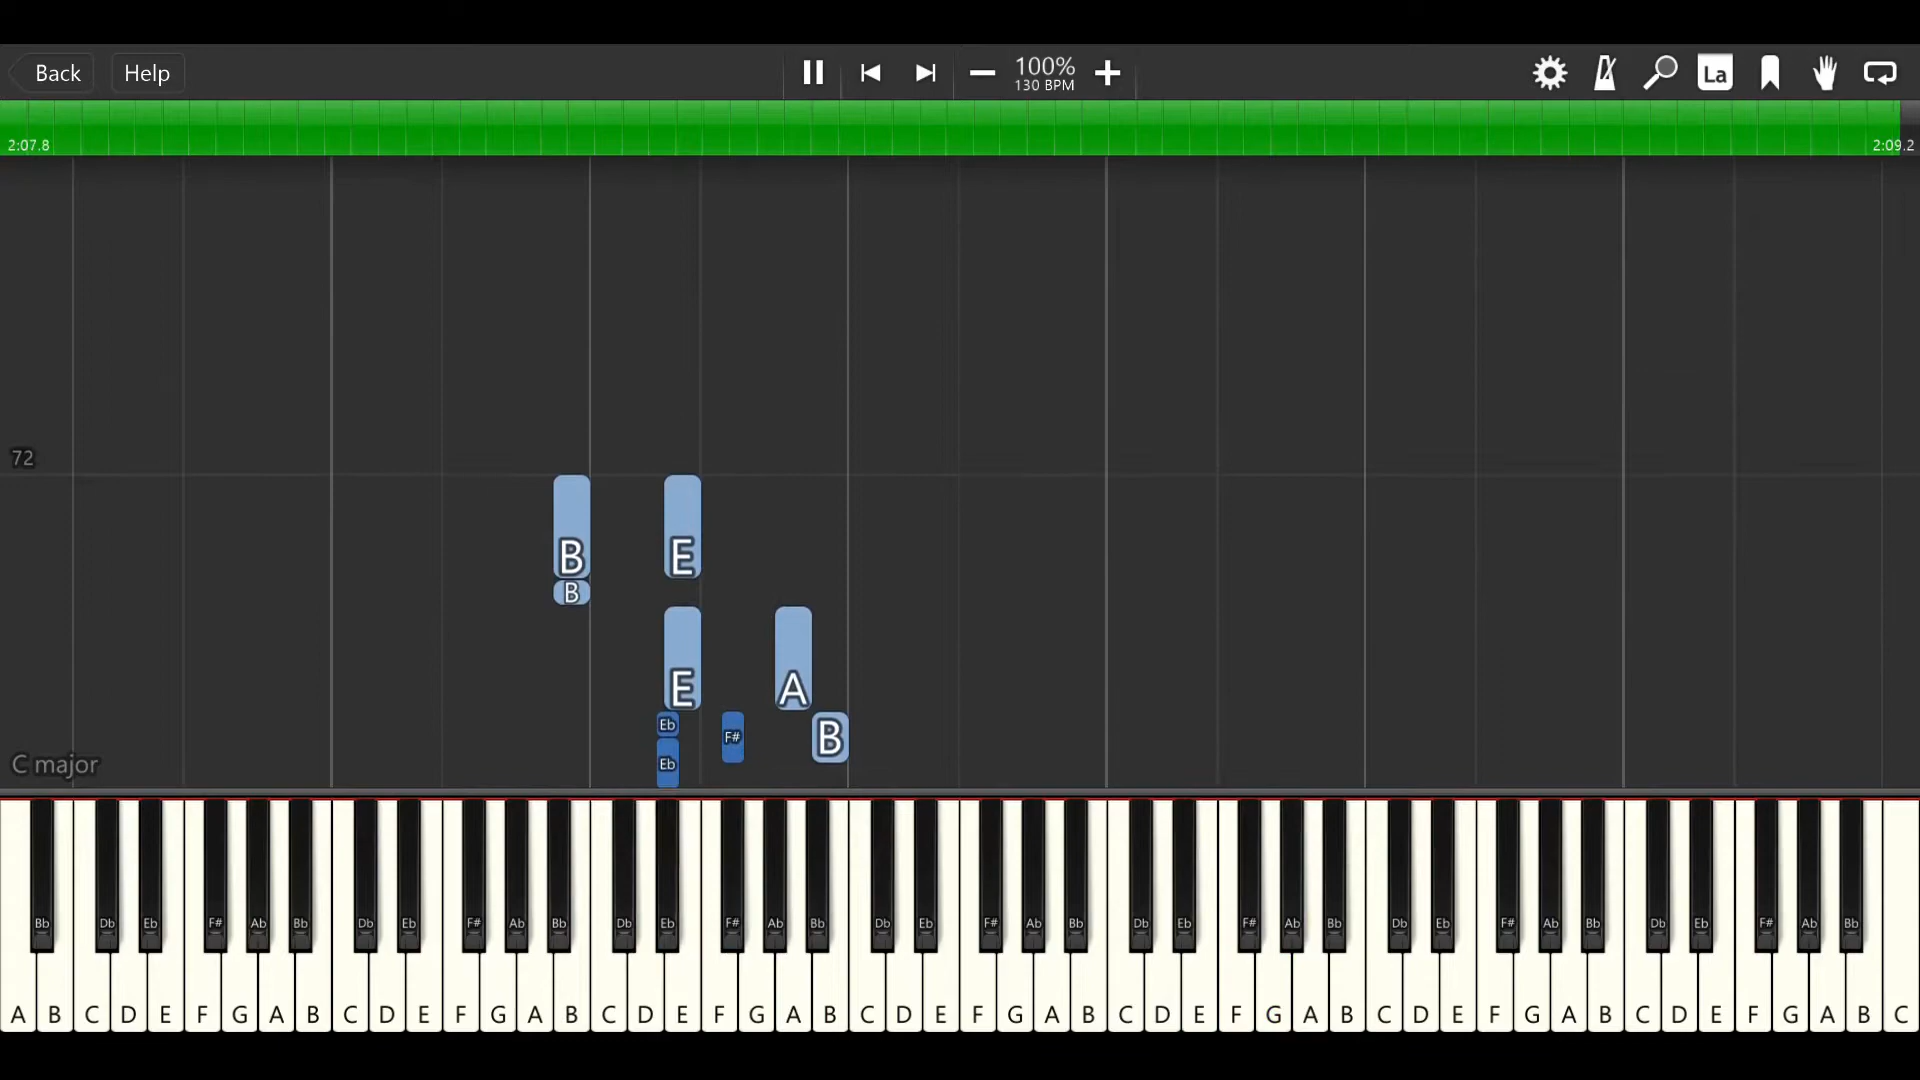 Back Help 100% La
130 BPM
2:07.8 2:09.2
72
B E
B
E A
Eb F# B
Eb
C major
Bb Db Eb F# Ab Bb Db Eb F# Ab Bb Db Eb F# Ab Bb Db Eb F# Ab Bb Db Eb F# Ab Bb Db Eb F# Ab Bb Db Eb F# Ab Bb
A B C D E F G A B C D E F G A B C D E F G A B C D E F G A B C D E F G A B C D E F G A B C D E F G A B C